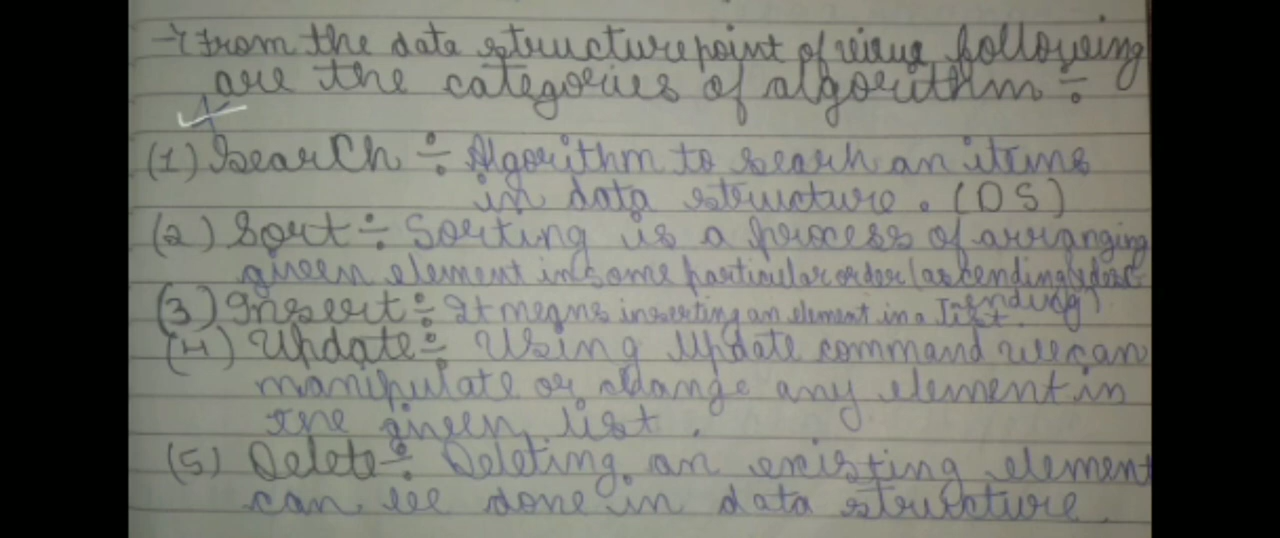 → From the data structure point of view following
are the categories of algorithm ÷
(1) Search ÷ Algorithm to search an items
in data structure. (DS)
(2) Sort ÷ Sorting is a process of arranging
given element in some particular order (ascending & desc-
ending)
(3) Insert ÷ It means inserting an element in a list.
(4) Update ÷ Using Update command we can
manipulate or change any element in
the given list.
(5) Delete ÷ Deleting an existing element
can be done in data structure.